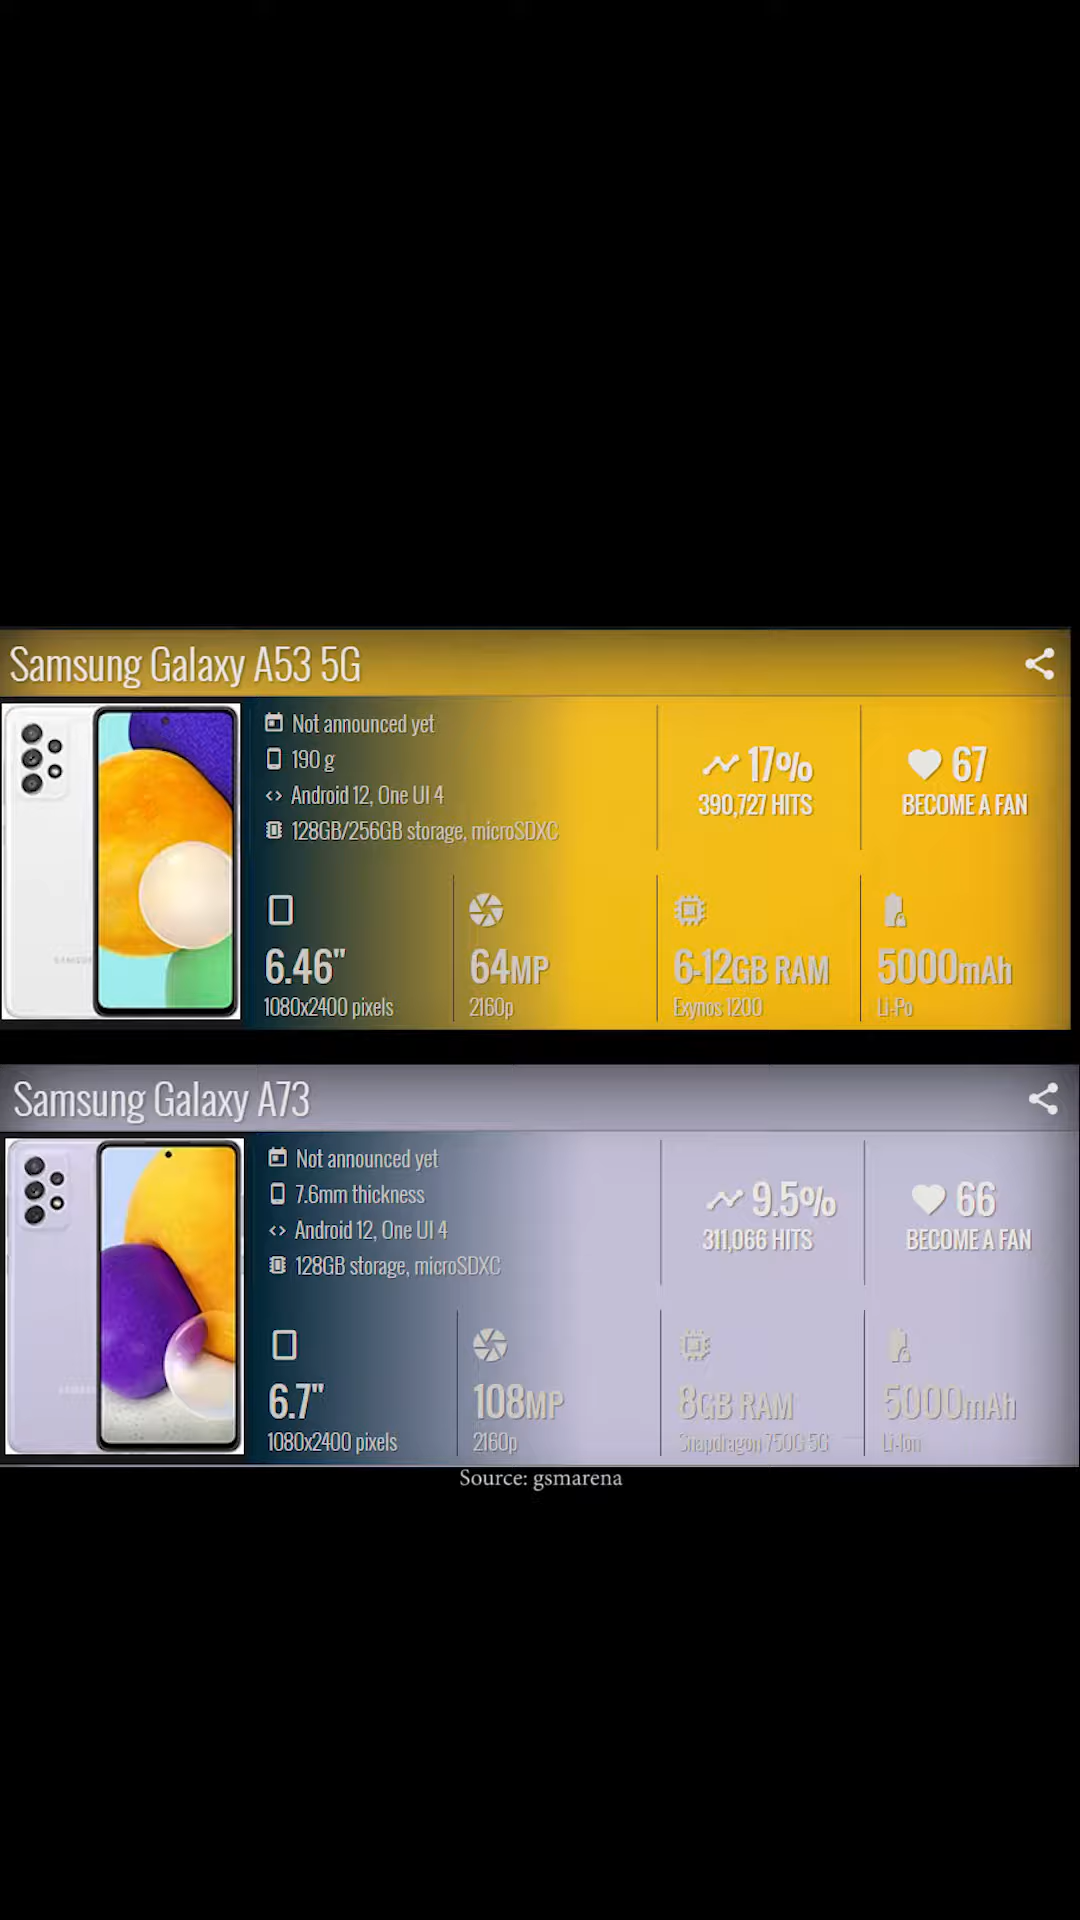 Samsung Galaxy A53 5G
Not announced yet
190 g
Android 12, One UI 4
128GB/256GB storage, microSDXC
17%
390,727 HITS
67
BECOME A FAN
6.46"
1080x2400 pixels
64MP
2160p
6-12GB RAM
Exynos 1200
5000mAh
Li-Po
SAMSUNG
Samsung Galaxy A73
Not announced yet
7.6mm thickness
Android 12, One UI 4
128GB storage, microSDXC
9.5%
311,066 HITS
66
BECOME A FAN
6.7"
1080x2400 pixels
108MP
2160p
8GB RAM
Snapdragon 750G 5G
5000mAh
Li-Ion
Source: gsmarena